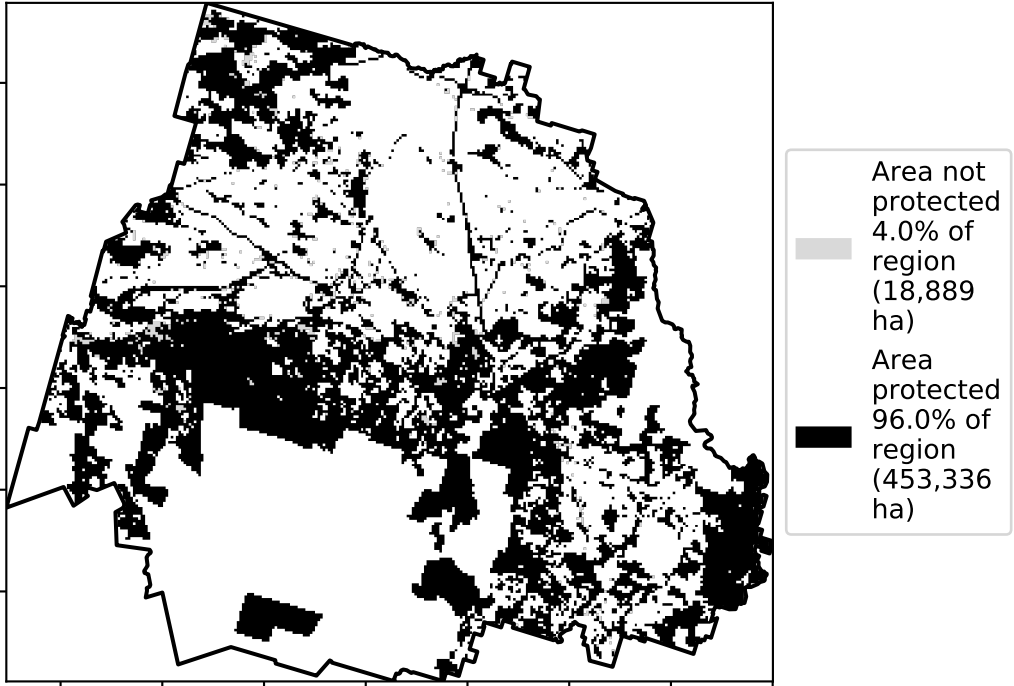 Area not
protected
4.0% of
region
(18,889
ha)
Area
protected
96.0% of
region
(453,336
ha)